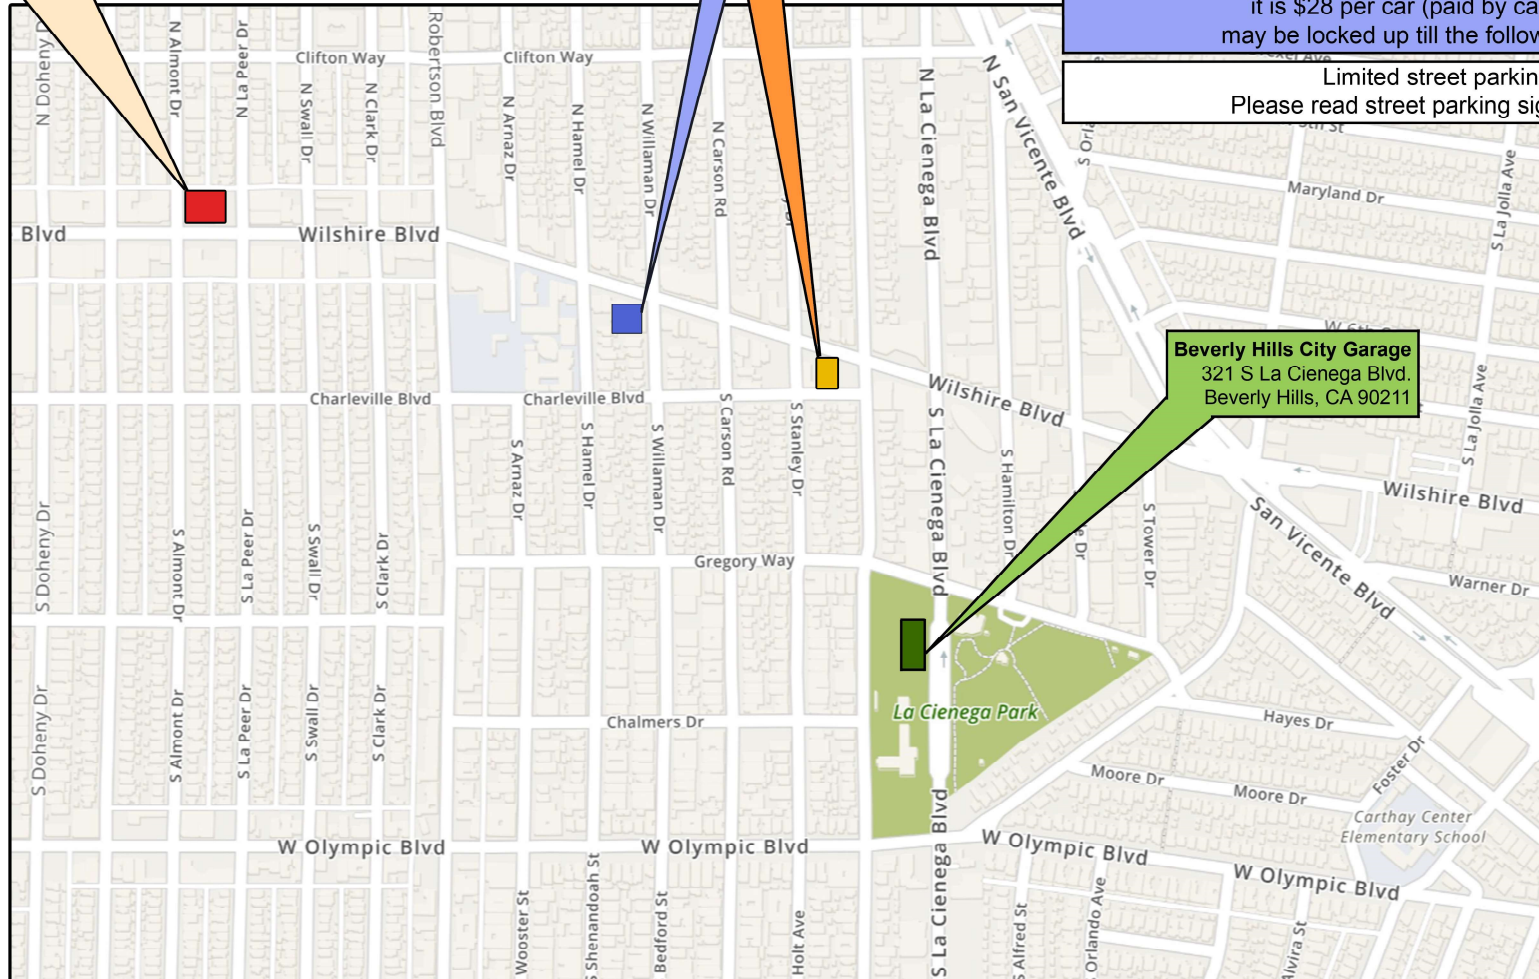 it is $28 per car (paid by ca
may be locked up till the follow
Limited street parkin
Please read street parking sig
N Doheny D
N Almont Dr
N La Peer Dr
Clifton Way
N Swall Dr
N Clark Dr
Robertson Blvd
Clifton Way
N Arnaz Dr
N Hamel Dr
N Willaman Dr
N Carson Rd
N La Cienega Blvd
N San Vicente Blvd
Maryland Dr
S La Jolla Ave
Blvd
Wilshire Blvd
Beverly Hills City Garage
321 S La Cienega Blvd.
Beverly Hills, CA 90211
Charleville Blvd
Charleville Blvd
Wilshire Blvd
S La Jolla Ave
S Arnaz Dr
S Hamel Dr
S Willaman Dr
S Carson Rd
S Stanley Dr
S La Cienega Blvd
S Hamilton Dr
S Tower Dr
Wilshire Blvd
San Vicente Blvd
S Doheny Dr
S Almont Dr
S La Peer Dr
S Swall Dr
S Clark Dr
Gregory Way
Warner Dr
S Doheny Dr
S Almont Dr
S La Peer Dr
S Swall Dr
S Clark Dr
Chalmers Dr
La Cienega Park
Hayes Dr
Foster Dr
Moore Dr
Moore Dr
Carthay Center
Elementary School
W Olympic Blvd
W Olympic Blvd
W Olympic Blvd
W Olympic Blvd
Wooster St
S Shenandoah St
Bedford St
Holt Ave
S La Cienega Blvd
S Alfred St
Orlando Ave